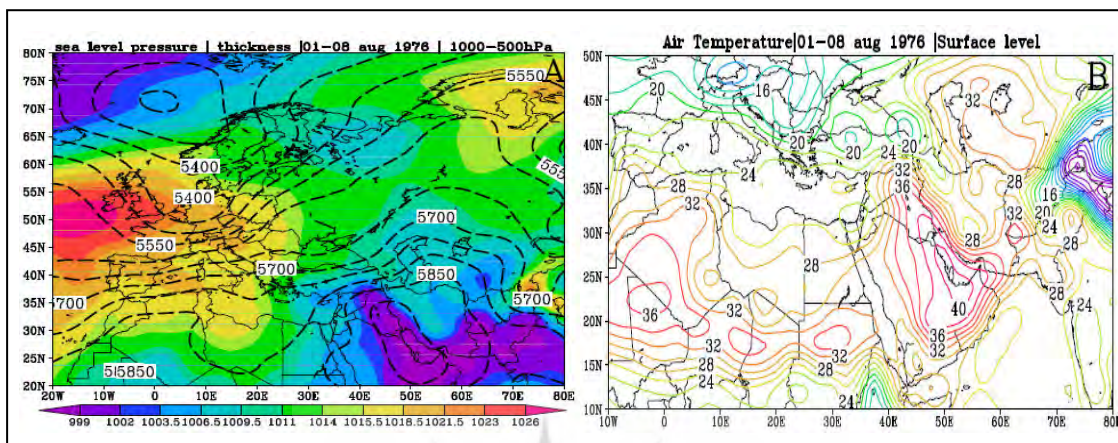 sea level pressure | thickness |01-08 aug 1976 | 1000-500hPa
A
80N
75N
70N
65N
60N
55N
50N
45N
40N
35N
30N
25N
20N
5550
5400
5400
5550
5700
5700
5850
5700
5700
5850
20W 10W 0 10E 20E 30E 40E 50E 60E 70E 80E
999 1002 1003.5 1006.5 1009.5 1011 1014 1015.5 1018.5 1021.5 1023 1026
Air Temperature|01-08 aug 1976 |Surface level
B
50N
45N
40N
35N
30N
25N
20N
15N
10N
20
16
32
20
20
20
24
24
32
36
28
28
28
32
16
20
24
32
28
28
28
28
24
36
40
32
32
36
32
28
28
24
24
24
10W 0 10E 20E 30E 40E 50E 60E 70E 80E